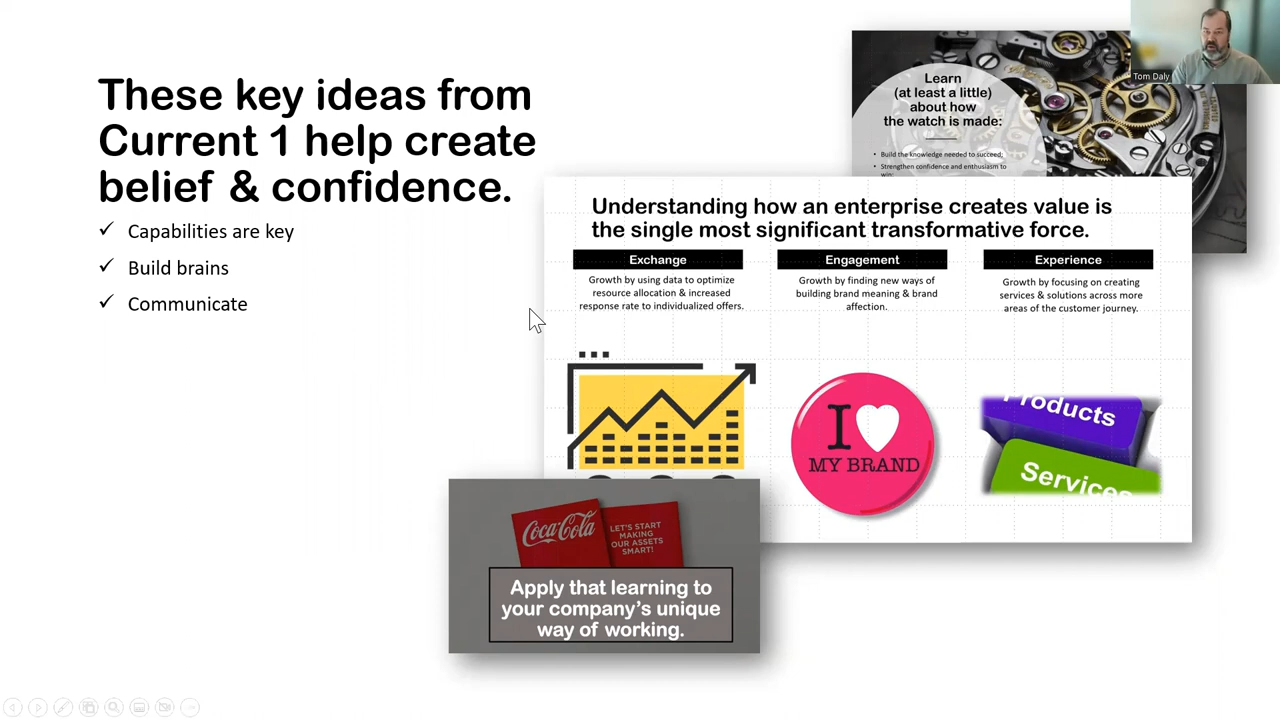 These key ideas from
Current 1 help create
belief & confidence.
✓ Capabilities are key
✓ Build brains
✓ Communicate
Tom Daly
Learn
(at least a little)
about how
the watch is made:
• Build the knowledge needed to succeed;
• Strengthen confidence and enthusiasm to
win;
Understanding how an enterprise creates value is
the single most significant transformative force.
Exchange
Growth by using data to optimize
resource allocation & increased
response rate to individualized offers.
Engagement
Growth by finding new ways of
building brand meaning & brand
affection.
Experience
Growth by focusing on creating
services & solutions across more
areas of the customer journey.
I
MY BRAND
Products
Services
Coca-Cola
LET'S START
MAKING
OUR ASSETS
SMART!
Apply that learning to
your company's unique
way of working.